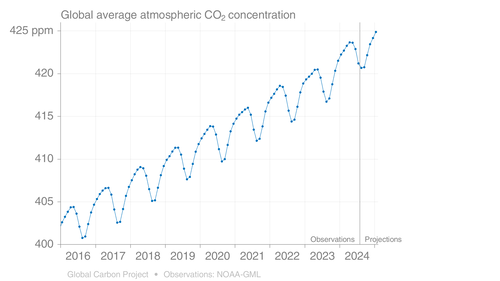 Global average atmospheric CO₂ concentration
425 ppm
420
415
410
405
400
Observations
Projections
2016 2017 2018 2019 2020 2021 2022 2023 2024
Global Carbon Project • Observations: NOAA-GML